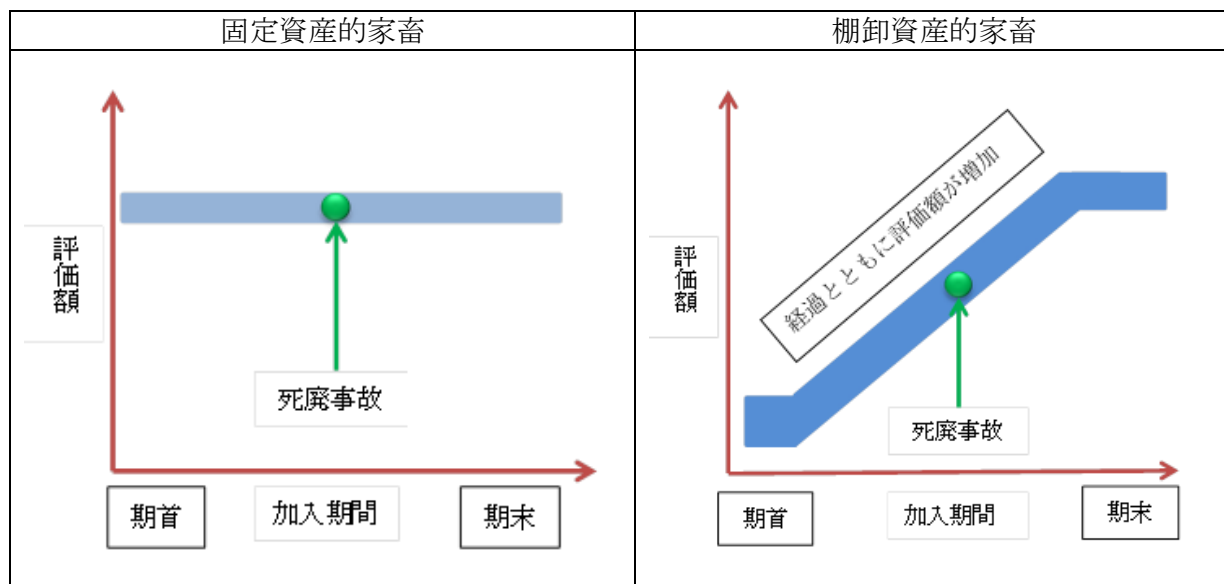 固定資産的家畜
評価額
死廃事故
期首
加入期間
期末
棚卸資産的家畜
経過とともに評価額が増加
評価額
死廃事故
期首
加入期間
期末